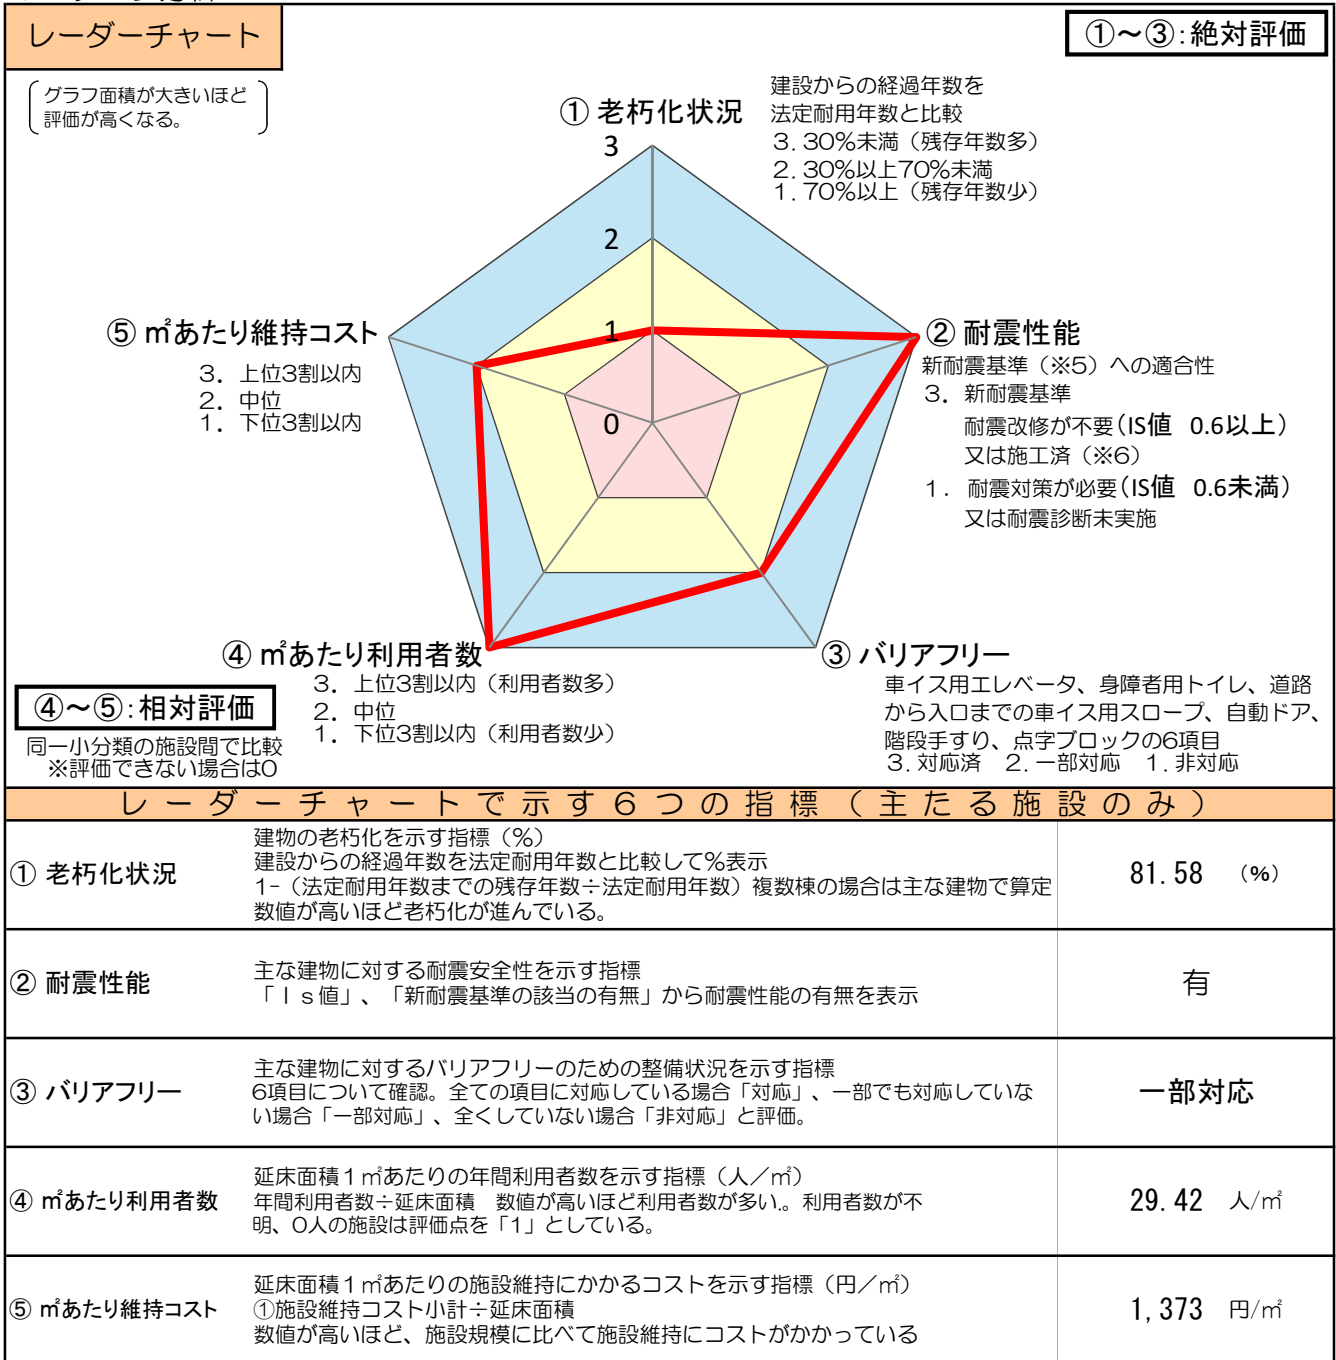 レーダーチャート
①～③:絶対評価
グラフ面積が大きいほど
評価が高くなる。
① 老朽化状況
建設からの経過年数を
法定耐用年数と比較
3．30%未満（残存年数多）
2．30%以上70%未満
1．70%以上（残存年数少）
3
2
1
0
⑤ ㎡あたり維持コスト
3．上位3割以内
2．中位
1．下位3割以内
② 耐震性能
新耐震基準（※5）への適合性
3．新耐震基準
耐震改修が不要(IS値 0.6以上)
又は施工済（※6）
1．耐震対策が必要(IS値 0.6未満)
又は耐震診断未実施
④ ㎡あたり利用者数
3．上位3割以内（利用者数多）
2．中位
1．下位3割以内（利用者数少）
③ バリアフリー
車イス用エレベータ、身障者用トイレ、道路
から入口までの車イス用スロープ、自動ドア、
階段手すり、点字ブロックの6項目
3．対応済 2．一部対応 1．非対応
④～⑤:相対評価
同一小分類の施設間で比較
※評価できない場合は0
レーダーチャートで示す６つの指標（主たる施設のみ）
① 老朽化状況
建物の老朽化を示す指標（%）
建設からの経過年数を法定耐用年数と比較して%表示
1-（法定耐用年数までの残存年数÷法定耐用年数）複数棟の場合は主な建物で算定
数値が高いほど老朽化が進んでいる。
81.58 （%）
② 耐震性能
主な建物に対する耐震安全性を示す指標
「Ｉｓ値」、「新耐震基準の該当の有無」から耐震性能の有無を表示
有
③ バリアフリー
主な建物に対するバリアフリーのための整備状況を示す指標
6項目について確認。全ての項目に対応している場合「対応」、一部でも対応していな
い場合「一部対応」、全くしていない場合「非対応」と評価。
一部対応
④ ㎡あたり利用者数
延床面積１㎡あたりの年間利用者数を示す指標（人／㎡）
年間利用者数÷延床面積 数値が高いほど利用者数が多い。利用者数が不
明、0人の施設は評価点を「1」としている。
29.42 人/㎡
⑤ ㎡あたり維持コスト
延床面積１㎡あたりの施設維持にかかるコストを示す指標（円／㎡）
①施設維持コスト小計÷延床面積
数値が高いほど、施設規模に比べて施設維持にコストがかかっている
1,373 円/㎡